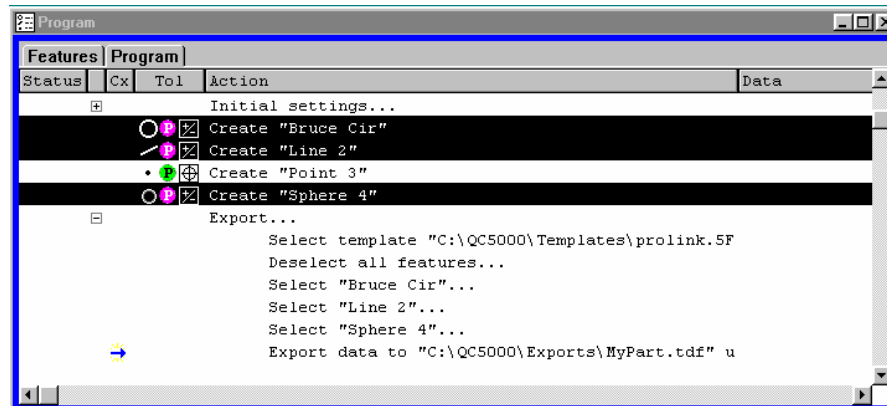 Program
Features Program
Status Cx Tol Action Data
Initial settings...
P Create "Bruce Cir"
P Create "Line 2"
P Create "Point 3"
P Create "Sphere 4"
Export...
Select template "C:\QC5000\Templates\prolink.5F
Deselect all features...
Select "Bruce Cir"...
Select "Line 2"...
Select "Sphere 4"...
Export data to "C:\QC5000\Exports\MyPart.tdf" u